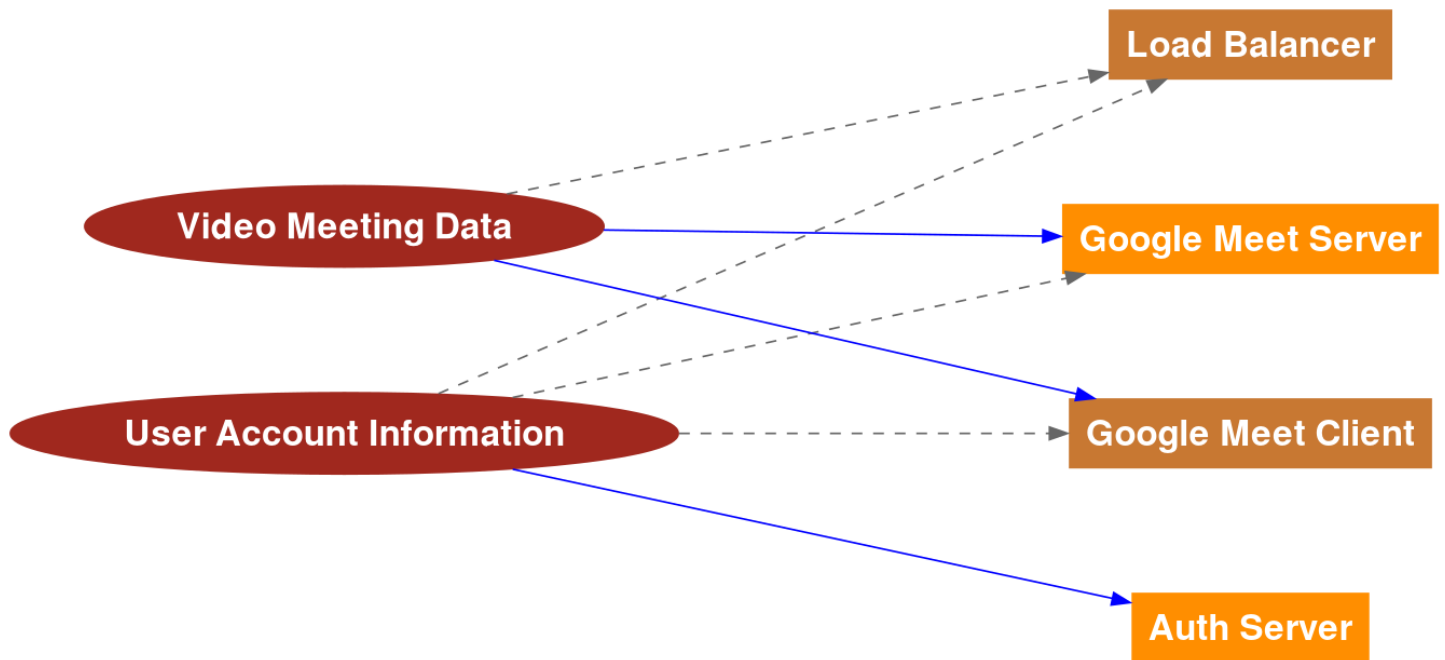 Load Balancer
Video Meeting Data
Google Meet Server
User Account Information
Google Meet Client
Auth Server